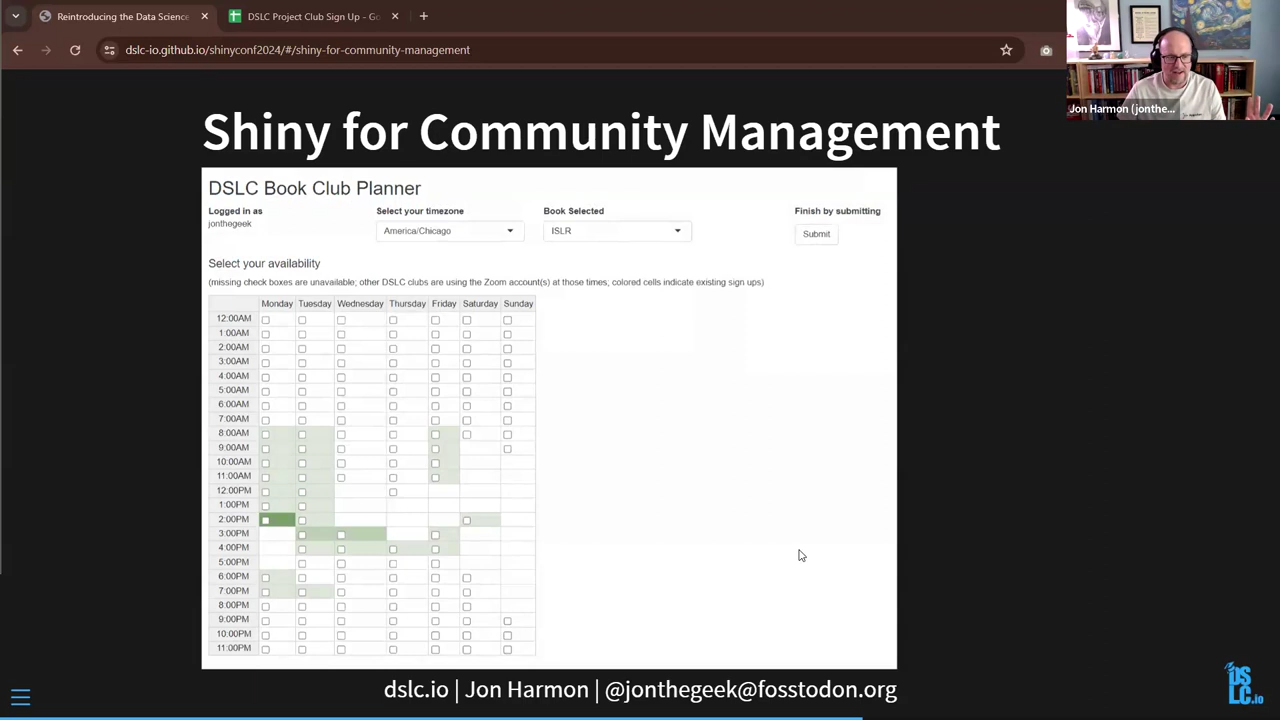 Reintroducing the Data Science
DSLC Project Club Sign Up - Go
dslc-io.github.io/shinyconf2024/#/shiny-for-community-management
Jon Harmon (jonthe...
Shiny for Community Management
DSLC Book Club Planner
Logged in as
jonthegeek
Select your timezone
America/Chicago
Book Selected
ISLR
Finish by submitting
Submit
Select your availability
(missing check boxes are unavailable; other DSLC clubs are using the Zoom account(s) at those times; colored cells indicate existing sign ups)
Monday Tuesday Wednesday Thursday Friday Saturday Sunday
12:00AM
1:00AM
2:00AM
3:00AM
4:00AM
5:00AM
6:00AM
7:00AM
8:00AM
9:00AM
10:00AM
11:00AM
12:00PM
1:00PM
2:00PM
3:00PM
4:00PM
5:00PM
6:00PM
7:00PM
8:00PM
9:00PM
10:00PM
11:00PM
dslc.io | Jon Harmon | @jonthegeek@fosstodon.org
DS
LC.io